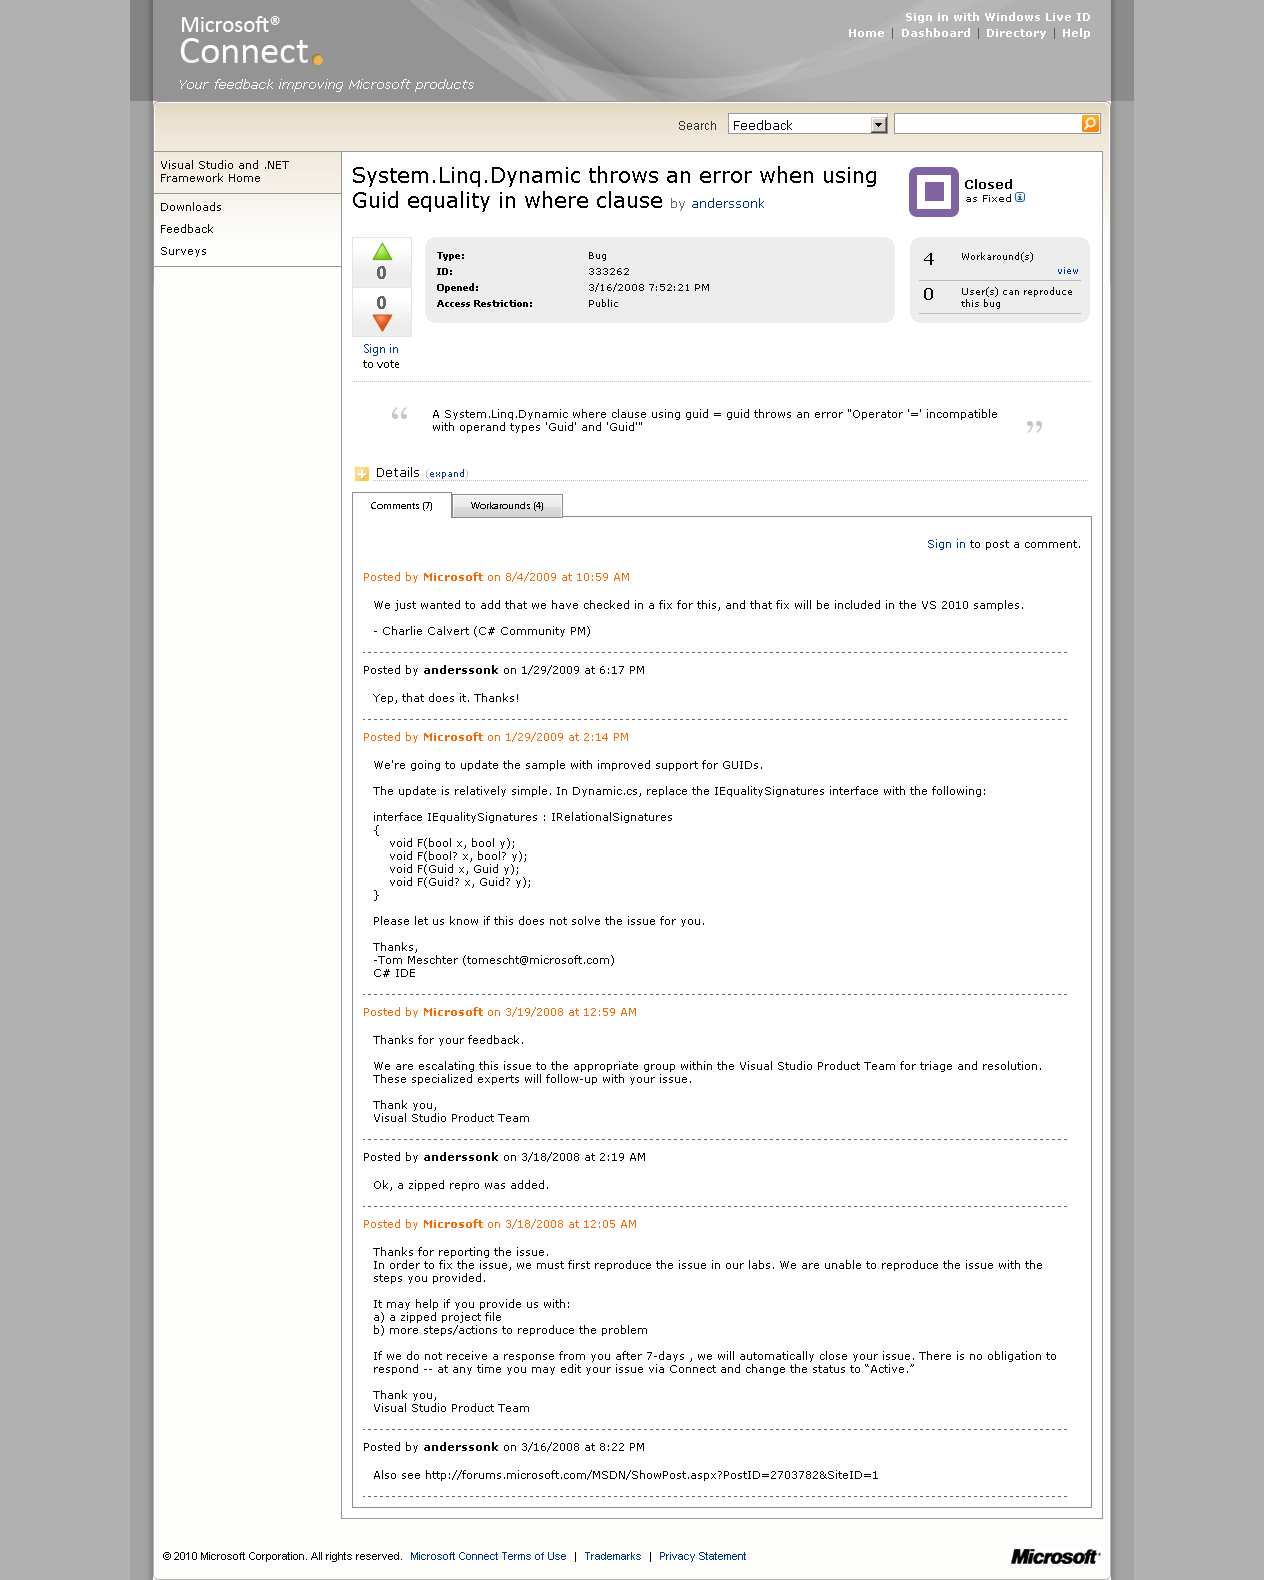 Microsoft®
Connect
Your feedback improving Microsoft products
Sign in with Windows Live ID
Home | Dashboard | Directory | Help
Search Feedback
Visual Studio and .NET
Framework Home
Downloads
Feedback
Surveys
System.Linq.Dynamic throws an error when using
Guid equality in where clause by anderssonk
Closed
as Fixed
0
0
Sign in
to vote
Type: Bug
ID: 333262
Opened: 3/16/2008 7:52:21 PM
Access Restriction: Public
4 Workaround(s)
view
0 User(s) can reproduce
this bug
“ A System.Linq.Dynamic where clause using guid = guid throws an error "Operator '=' incompatible
with operand types 'Guid' and 'Guid'" ”
Details (expand)
Comments (7) Workarounds (4)
Sign in to post a comment.
Posted by Microsoft on 8/4/2009 at 10:59 AM
We just wanted to add that we have checked in a fix for this, and that fix will be included in the VS 2010 samples.
- Charlie Calvert (C# Community PM)
Posted by anderssonk on 1/29/2009 at 6:17 PM
Yep, that does it. Thanks!
Posted by Microsoft on 1/29/2009 at 2:14 PM
We're going to update the sample with improved support for GUIDs.
The update is relatively simple. In Dynamic.cs, replace the IEqualitySignatures interface with the following:
interface IEqualitySignatures : IRelationalSignatures
{
void F(bool x, bool y);
void F(bool? x, bool? y);
void F(Guid x, Guid y);
void F(Guid? x, Guid? y);
}
Please let us know if this does not solve the issue for you.
Thanks,
-Tom Meschter (tomescht@microsoft.com)
C# IDE
Posted by Microsoft on 3/19/2008 at 12:59 AM
Thanks for your feedback.
We are escalating this issue to the appropriate group within the Visual Studio Product Team for triage and resolution.
These specialized experts will follow-up with your issue.
Thank you,
Visual Studio Product Team
Posted by anderssonk on 3/18/2008 at 2:19 AM
Ok, a zipped repro was added.
Posted by Microsoft on 3/18/2008 at 12:05 AM
Thanks for reporting the issue.
In order to fix the issue, we must first reproduce the issue in our labs. We are unable to reproduce the issue with the
steps you provided.
It may help if you provide us with:
a) a zipped project file
b) more steps/actions to reproduce the problem
If we do not receive a response from you after 7-days , we will automatically close your issue. There is no obligation to
respond -- at any time you may edit your issue via Connect and change the status to “Active.”
Thank you,
Visual Studio Product Team
Posted by anderssonk on 3/16/2008 at 8:22 PM
Also see http://forums.microsoft.com/MSDN/ShowPost.aspx?PostID=2703782&SiteID=1
© 2010 Microsoft Corporation. All rights reserved. Microsoft Connect Terms of Use | Trademarks | Privacy Statement
Microsoft